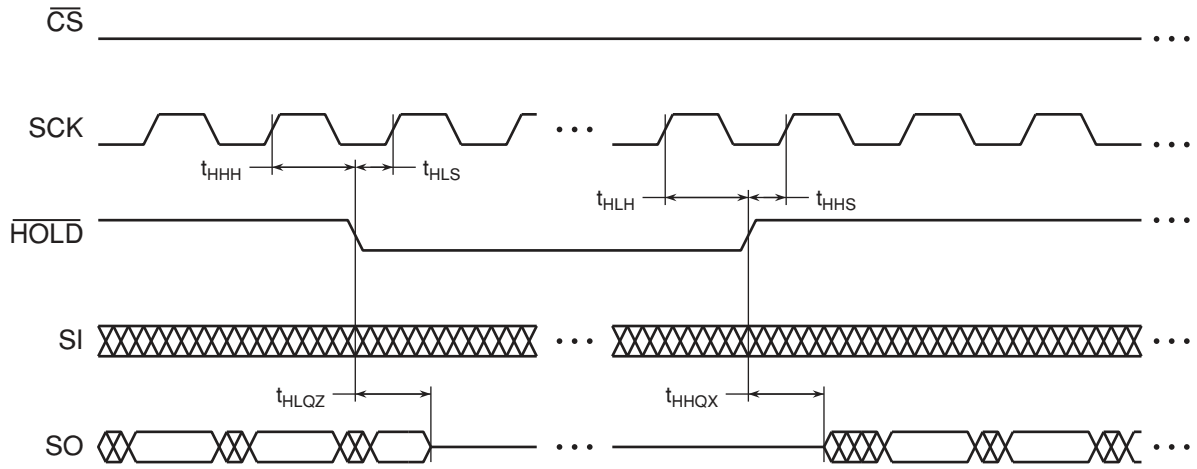 CS
SCK
tHHH tHLS
tHLH tHHS
HOLD
SI
tHLQZ tHHQX
SO